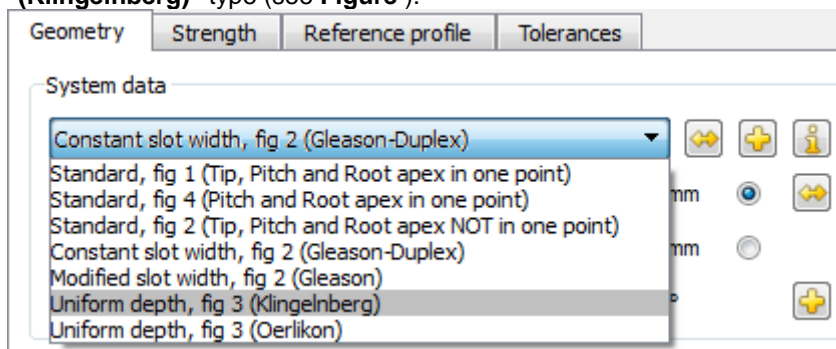 (Klingelnberg)" type (see Figure ).
Geometry Strength Reference profile Tolerances
System data
Constant slot width, fig 2 (Gleason-Duplex)
Standard, fig 1 (Tip, Pitch and Root apex in one point)
Standard, fig 4 (Pitch and Root apex in one point) mm
Standard, fig 2 (Tip, Pitch and Root apex NOT in one point)
Constant slot width, fig 2 (Gleason-Duplex) mm
Modified slot width, fig 2 (Gleason)
Uniform depth, fig 3 (Klingelnberg) °
Uniform depth, fig 3 (Oerlikon)